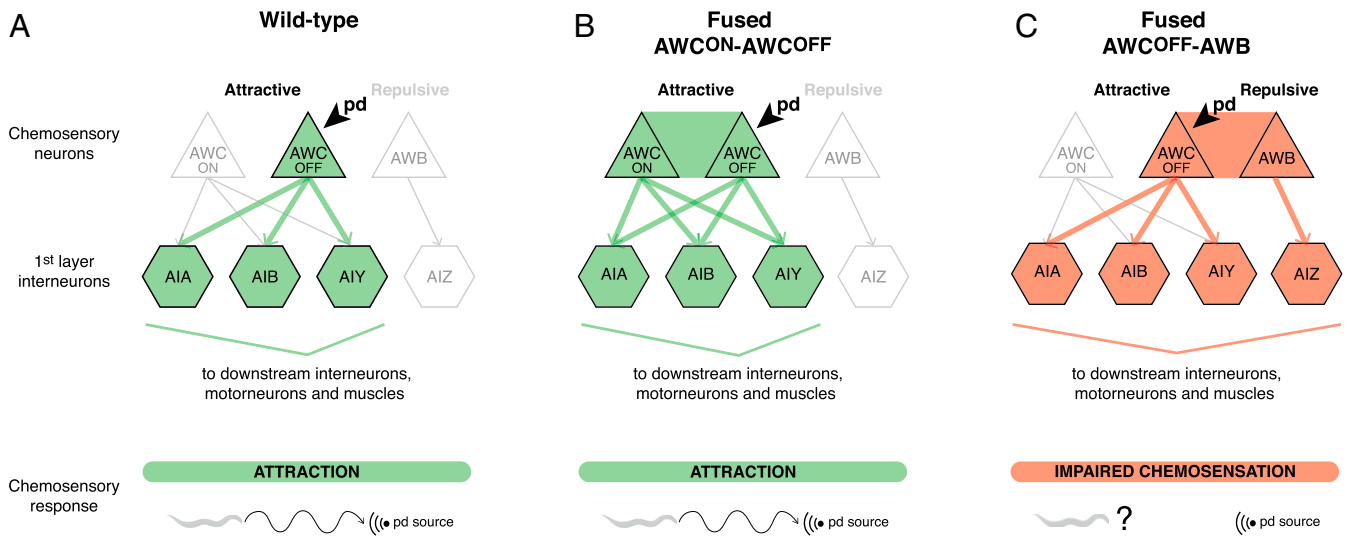 A
Wild-type
Attractive
Repulsive
pd
Chemosensory
neurons
AWC
ON
AWC
OFF
AWB
1st layer
interneurons
AIA
AIB
AIY
AIZ
to downstream interneurons,
motorneurons and muscles
Chemosensory
response
ATTRACTION
pd source
B
Fused
AWCON-AWCOFF
Attractive
Repulsive
pd
AWC
ON
AWC
OFF
AWB
AIA
AIB
AIY
AIZ
to downstream interneurons,
motorneurons and muscles
ATTRACTION
pd source
C
Fused
AWCOFF-AWB
Attractive
Repulsive
pd
AWC
ON
AWC
OFF
AWB
AIA
AIB
AIY
AIZ
to downstream interneurons,
motorneurons and muscles
IMPAIRED CHEMOSENSATION
?
pd source